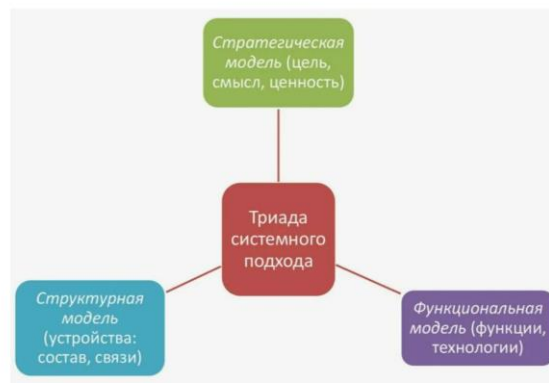 Стратегическая
модель (цель,
смысл, ценность)
Триада
системного
подхода
Структурная
модель
(устройства:
состав, связи)
Функциональная
модель (функции,
технологии)